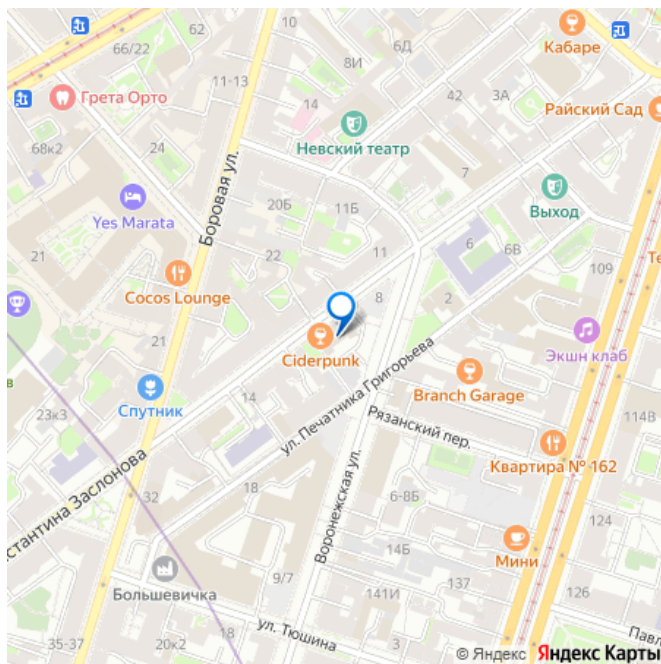 10
66/22
8И
6Д
Кабаре
11-13
42
3А
Грета Орто
14
Райский Сад
68к2
24
Невский театр
7
Боровая ул.
Yes Marata
20Б
11Б
Выход
6
6В
21
22
11
109
Cocos Lounge
8
2
Экшн клаб
21
Ciderpunk
Спутник
ул. Печатника Григорьева
Branch Garage
23к3
14
Рязанский пер.
114В
Квартира № 162
32
18
Воронежская ул.
6-8Б
124
14Б
Мини
9/7
137
Большевичка
141И
126
ул. Тюшина
35-37
20к2
18
3
© Яндекс Яндекс Карты